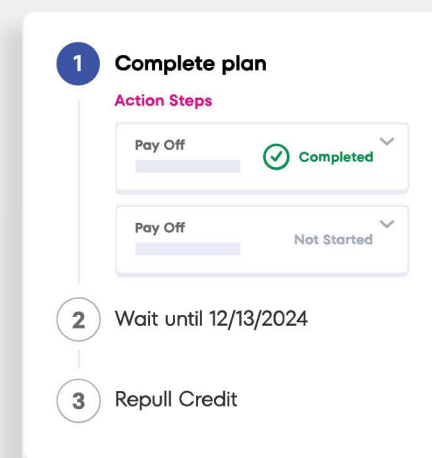 1 Complete plan
Action Steps
Pay Off
Completed
Pay Off
Not Started
2 Wait until 12/13/2024
3 Repull Credit